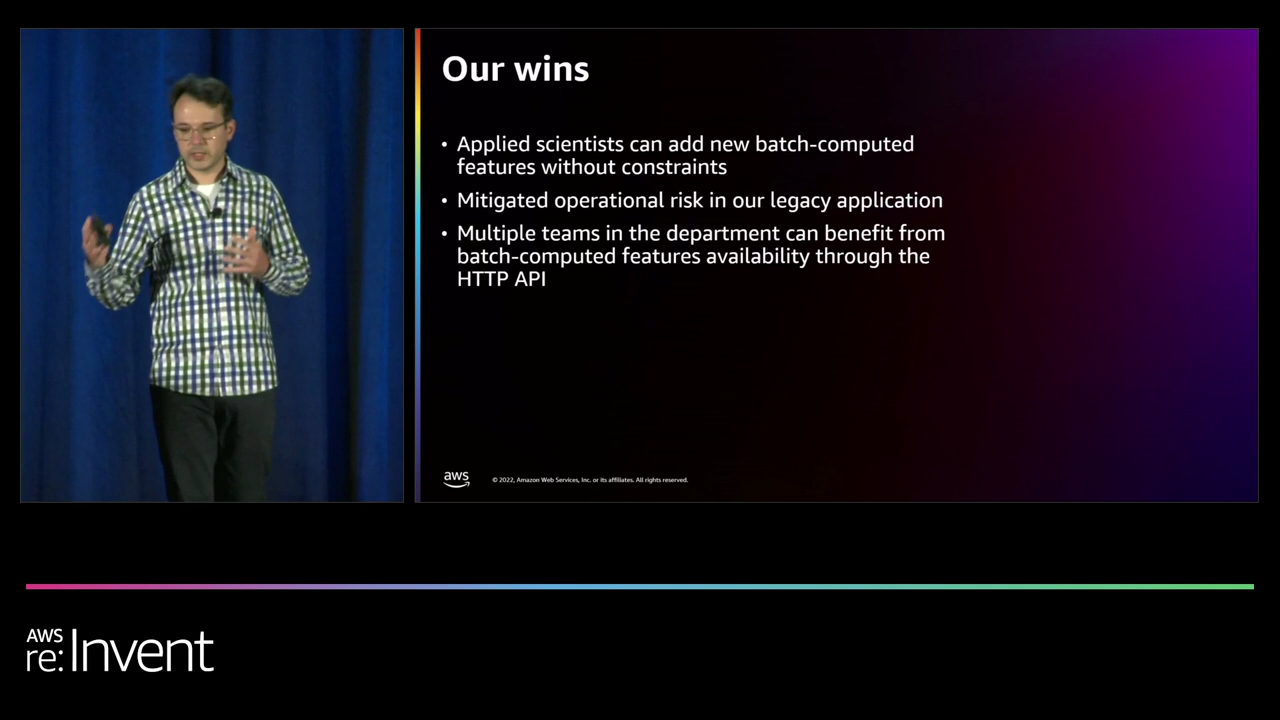 Our wins
• Applied scientists can add new batch-computed
features without constraints
• Mitigated operational risk in our legacy application
• Multiple teams in the department can benefit from
batch-computed features availability through the
HTTP API
aws
© 2022, Amazon Web Services, Inc. or its affiliates. All rights reserved.
AWS
re:Invent